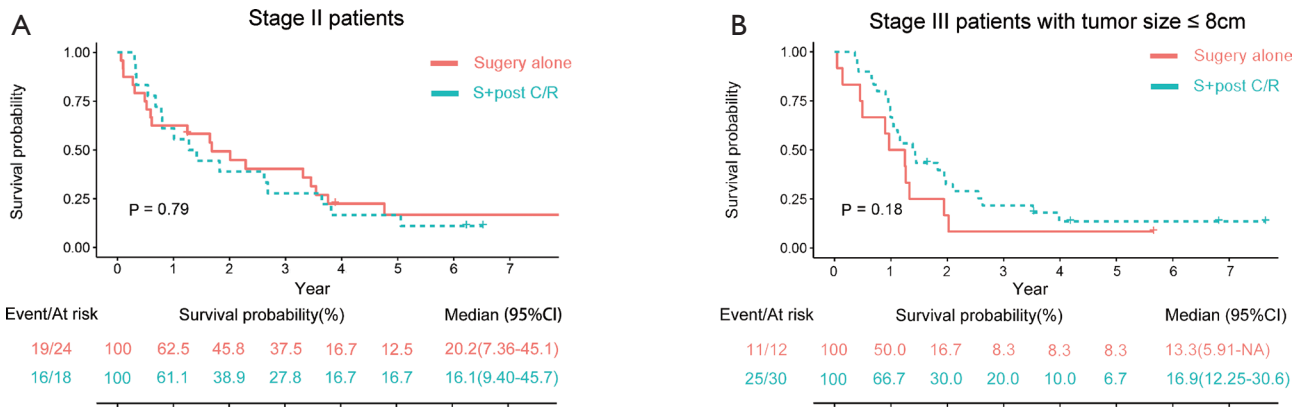 A
Stage II patients
Survival probability
1.00
0.75
0.50
0.25
0.00
Sugery alone
S+post C/R
P = 0.79
0 1 2 3 4 5 6 7
Year
Event/At risk Survival probability(%) Median (95%CI)
19/24 100 62.5 45.8 37.5 16.7 12.5 20.2(7.36-45.1)
16/18 100 61.1 38.9 27.8 16.7 16.7 16.1(9.40-45.7)
B
Stage III patients with tumor size ≤ 8cm
Survival probability
1.00
0.75
0.50
0.25
0.00
Sugery alone
S+post C/R
P = 0.18
0 1 2 3 4 5 6 7
Year
Event/At risk Survival probability(%) Median (95%CI)
11/12 100 50.0 16.7 8.3 8.3 8.3 13.3(5.91-NA)
25/30 100 66.7 30.0 20.0 10.0 6.7 16.9(12.25-30.6)